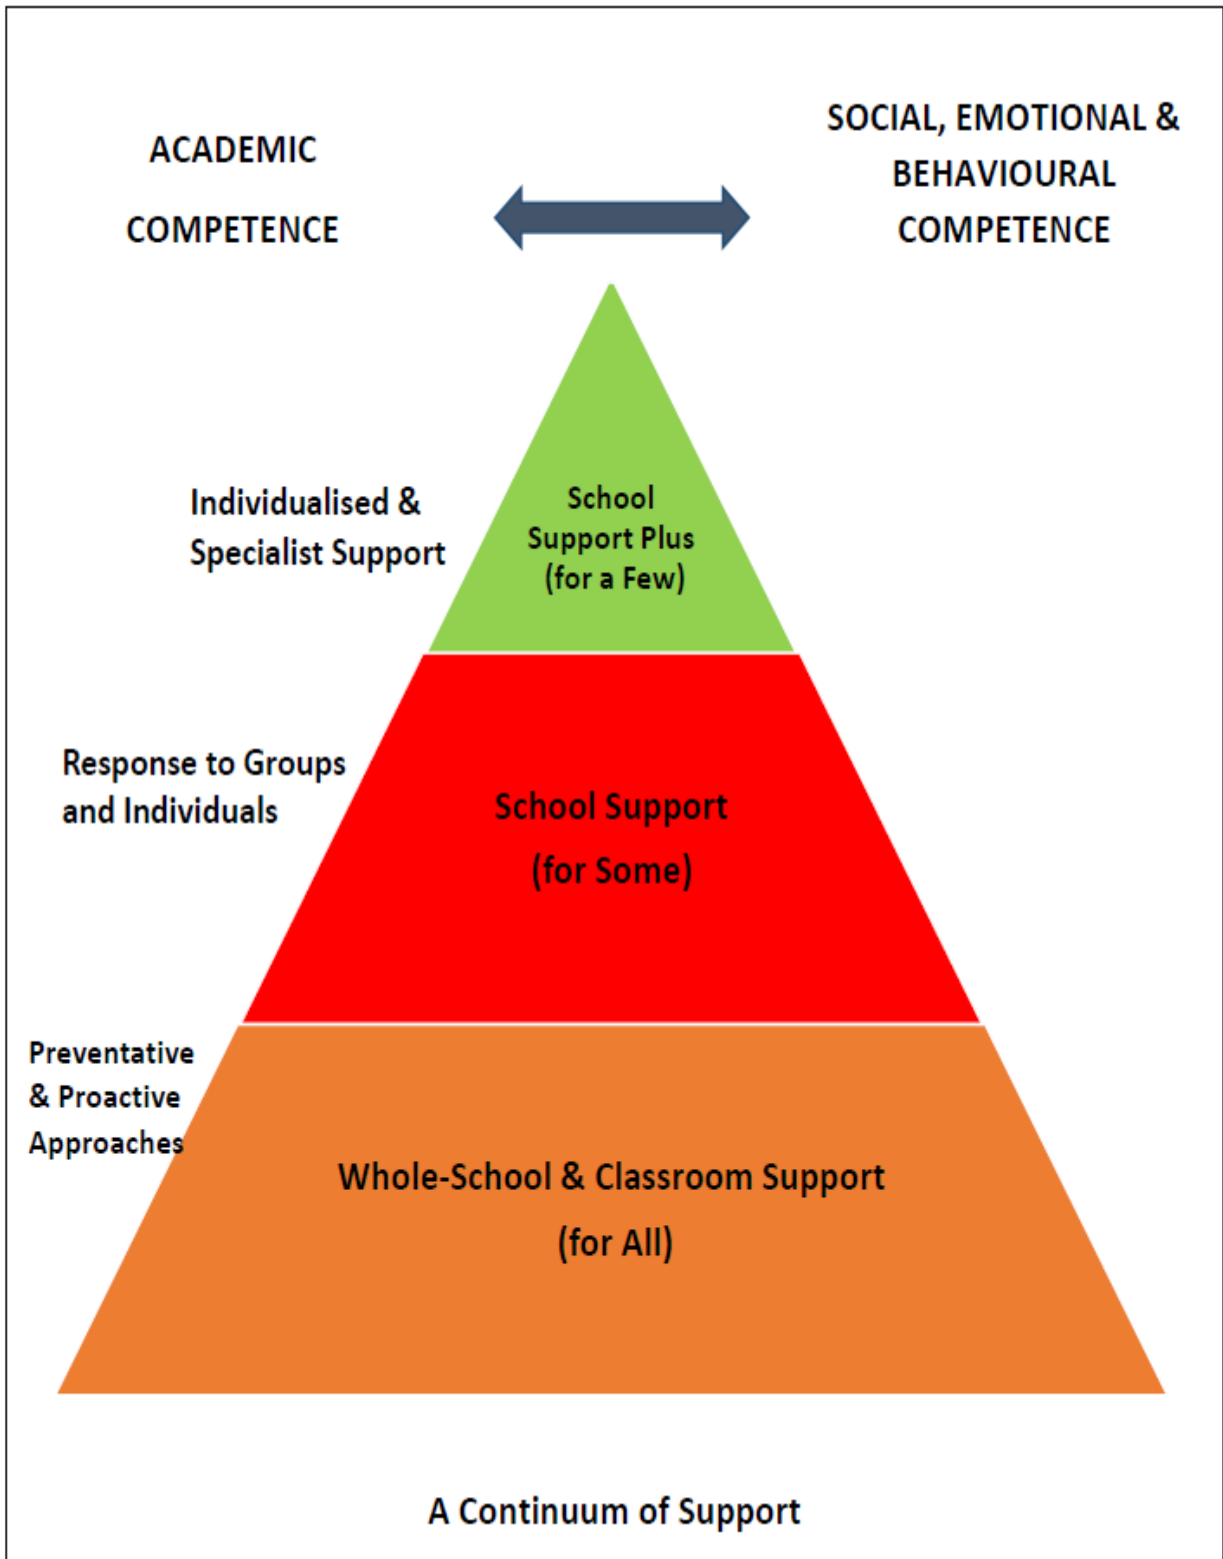 ACADEMIC
COMPETENCE
SOCIAL, EMOTIONAL &
BEHAVIOURAL
COMPETENCE
Individualised &
Specialist Support
School
Support Plus
(for a Few)
Response to Groups
and Individuals
School Support
(for Some)
Preventative
& Proactive
Approaches
Whole-School & Classroom Support
(for All)
A Continuum of Support